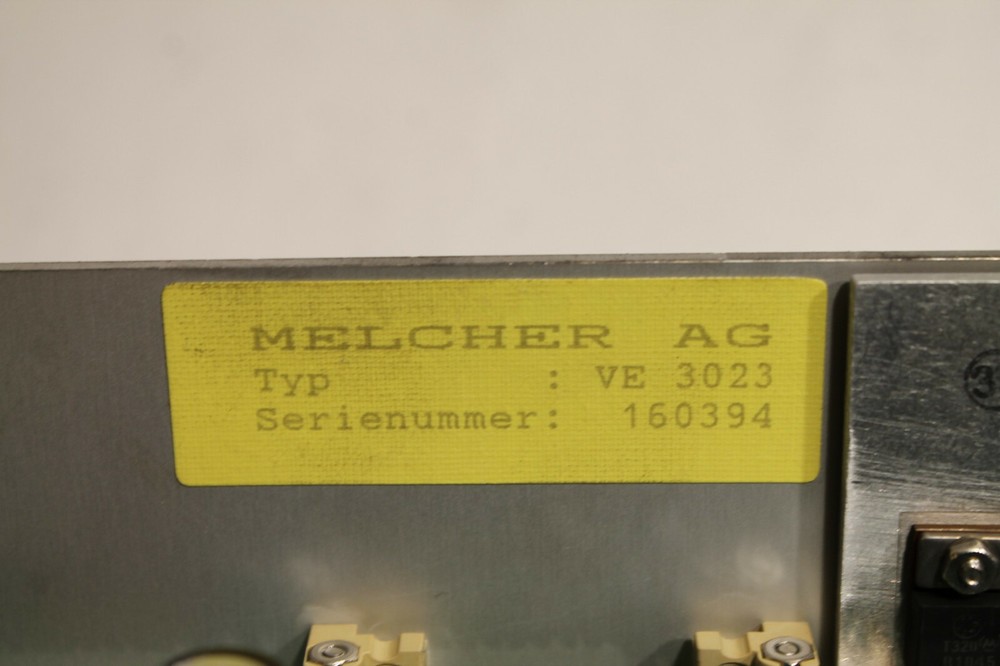 MELCHER AG
Typ : VE 3023
Serienummer: 160394